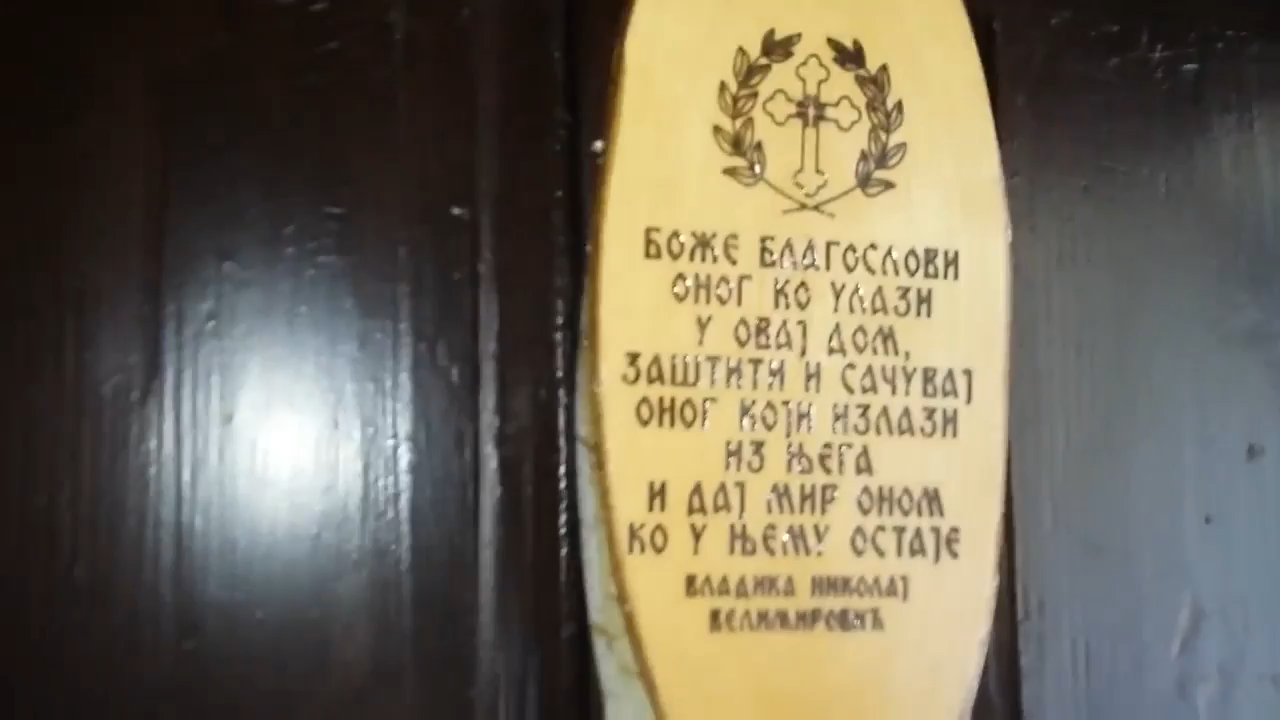 БОЖЕ БЛАГОСЛОВИ
ОНОГ КО УЛАЗИ
У ОВАЈ ДОМ,
ЗАШТИТИ И САЧУВАЈ
ОНОГ КОЈИ ИЗЛАЗИ
ИЗ ЊЕГА
И ДАЈ МИР ОНОМ
КО У ЊЕМУ ОСТАЈЕ
ВЛАДИКА НИКОЛАЈ
ВЕЛИМИРОВИЋ